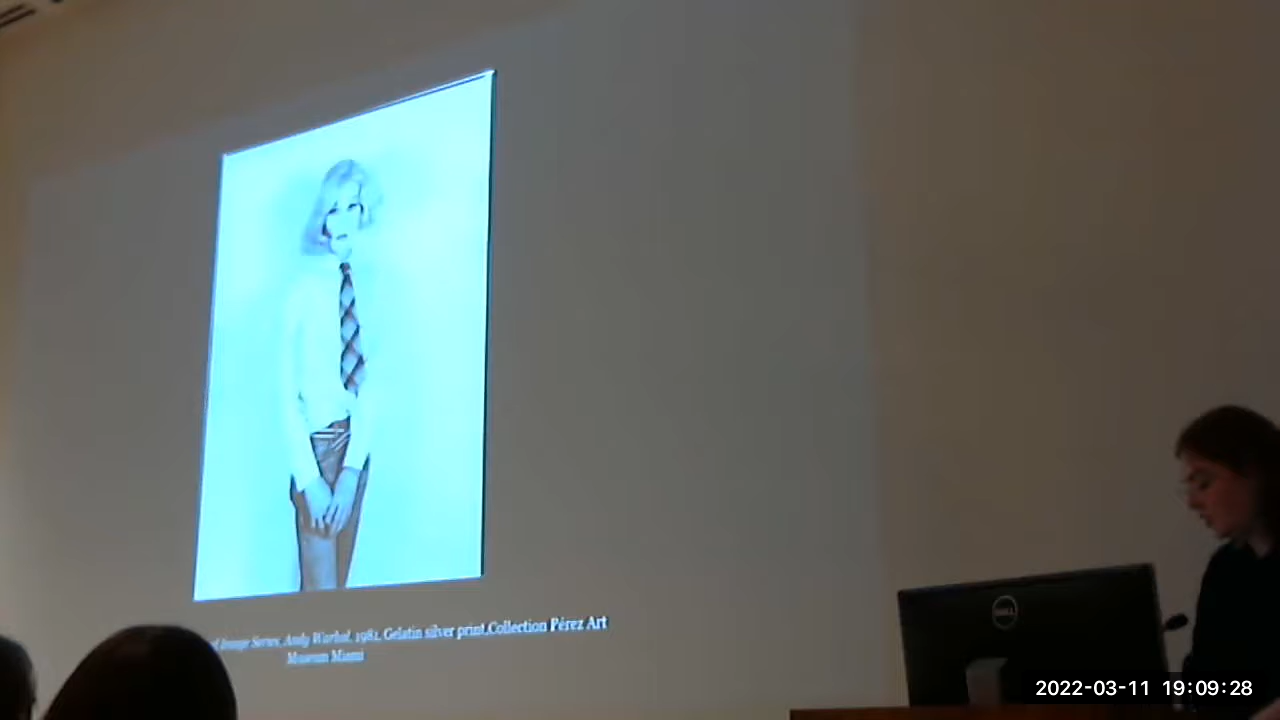 Image Series, Andy Warhol, 1981, Gelatin silver print,Collection Pérez Art
Museum Miami
DELL
2022-03-11 19:09:28